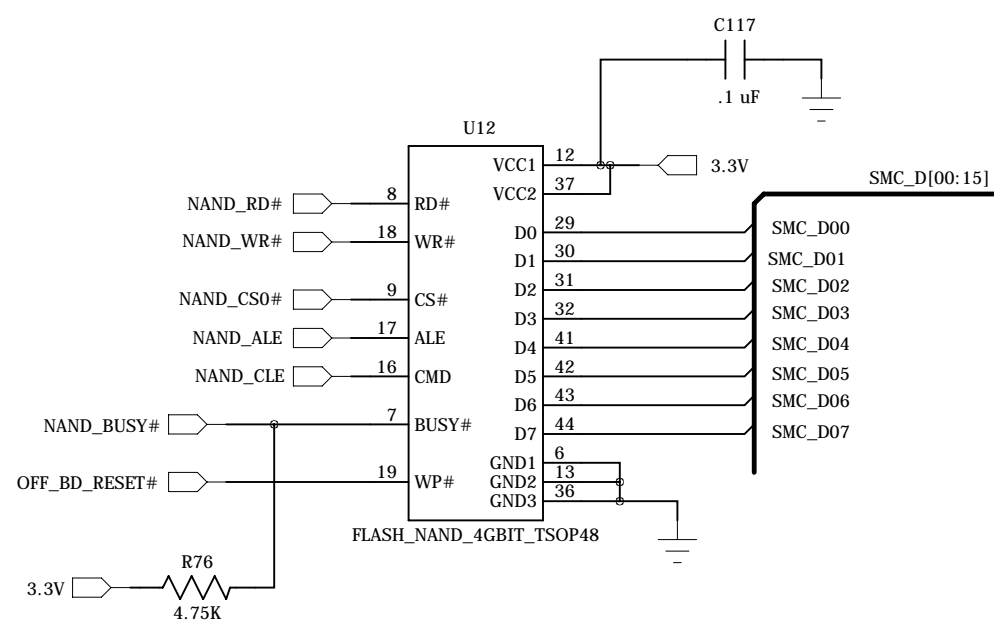 C117
.1 uF
U12
VCC1 12 3.3V
VCC2 37
SMC_D[00:15]
NAND_RD# 8 RD#
NAND_WR# 18 WR#
D0 29 SMC_D00
D1 30 SMC_D01
NAND_CS0# 9 CS#
D2 31 SMC_D02
D3 32 SMC_D03
NAND_ALE 17 ALE
D4 41 SMC_D04
NAND_CLE 16 CMD
D5 42 SMC_D05
D6 43 SMC_D06
NAND_BUSY# 7 BUSY#
D7 44 SMC_D07
GND1 6
OFF_BD_RESET# 19 WP#
GND2 13
GND3 36
FLASH_NAND_4GBIT_TSOP48
R76
3.3V
4.75K